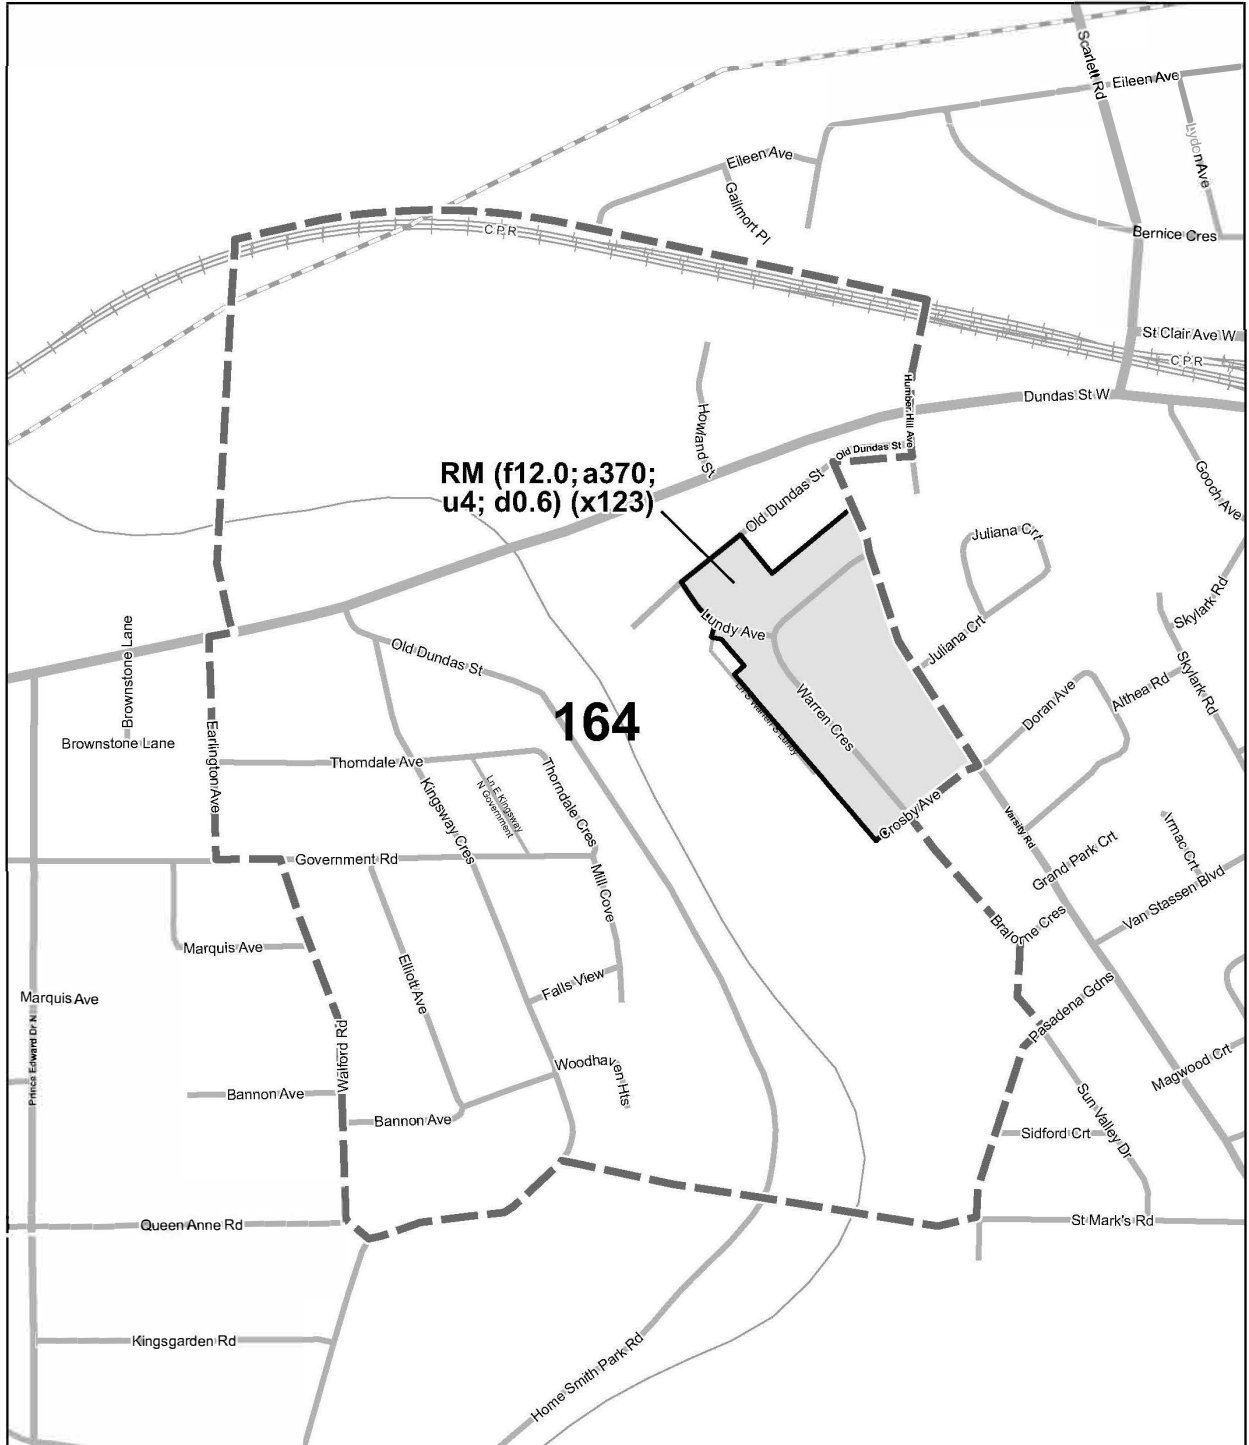 Scarlett Rd
Eileen Ave
Lydon Ave
Eileen Ave
Gailmort Pl
Bernice Cres
C P R
St Clair Ave W
C P R
Dundas St W
Humber Hill Ave
Howland St
Old Dundas St
RM (f12.0; a370;
u4; d0.6) (x123)
Old Dundas St
Gooch Ave
Juliana Crt
Skylark Rd
Lundy Ave
Juliana Crt
Brownstone Lane
Old Dundas St
Skylark Rd
Althea Rd
Doran Ave
Warren Cres
164
Brownstone Lane
Earlington Ave
Thorndale Ave
Kingsway Cres
Ln E Kingsway
N Government
Thorndale Cres
Crosby Ave
Varsity Rd
Armac Crt
Grand Park Crt
Government Rd
Mill Cove
Van Stassen Blvd
Bralorne Cres
Marquis Ave
Elliott Ave
Falls View
Marquis Ave
Pasadena Gdns
Prince Edward Dr N
Walford Rd
Woodhaven Hts
Magwood Crt
Bannon Ave
Bannon Ave
Sun Valley Dr
Sidford Crt
Queen Anne Rd
St Mark's Rd
Kingsgarden Rd
Home Smith Park Rd